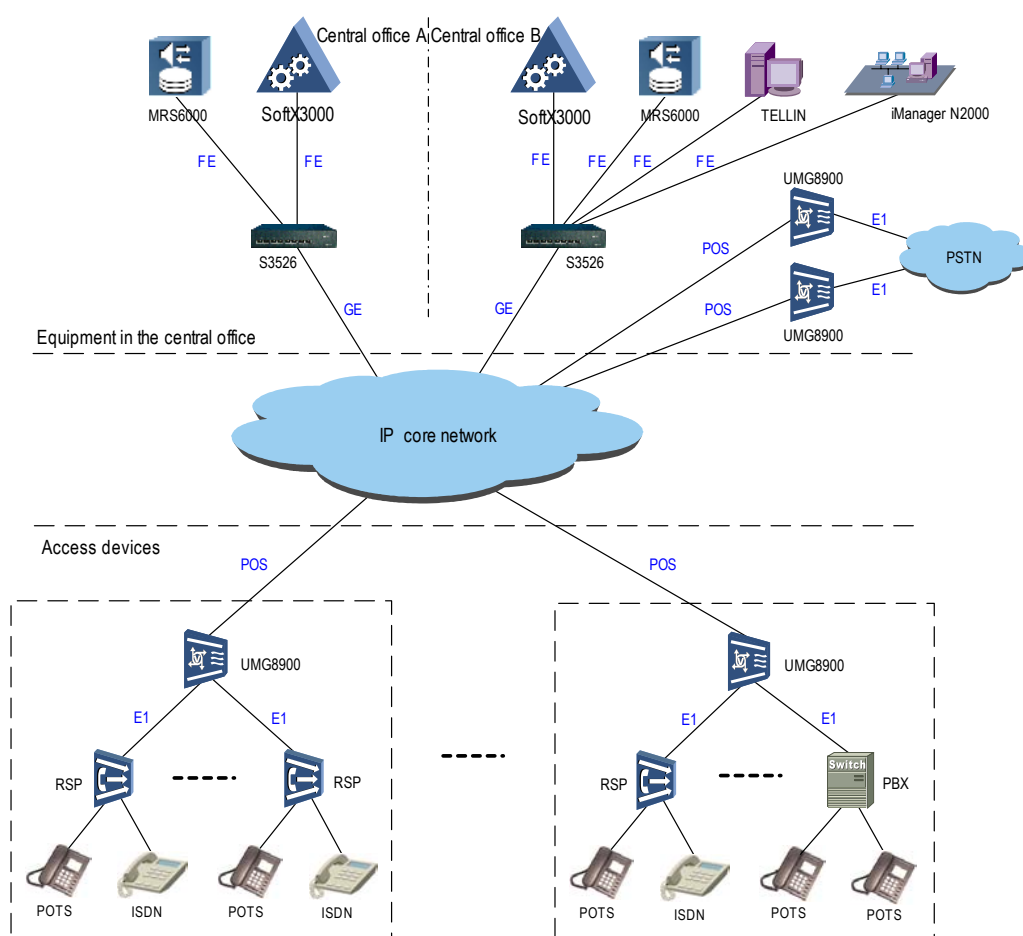 Central office A
Central office B
MRS6000
SoftX3000
SoftX3000
MRS6000
TELLIN
iManager N2000
FE
FE
FE
FE
FE
FE
UMG8900
E1
S3526
S3526
POS
PSTN
E1
GE
GE
POS
UMG8900
Equipment in the central office
IP core network
Access devices
POS
POS
UMG8900
UMG8900
E1
E1
E1
E1
RSP
RSP
RSP
Switch
PBX
POTS
ISDN
POTS
ISDN
POTS
ISDN
POTS
POTS